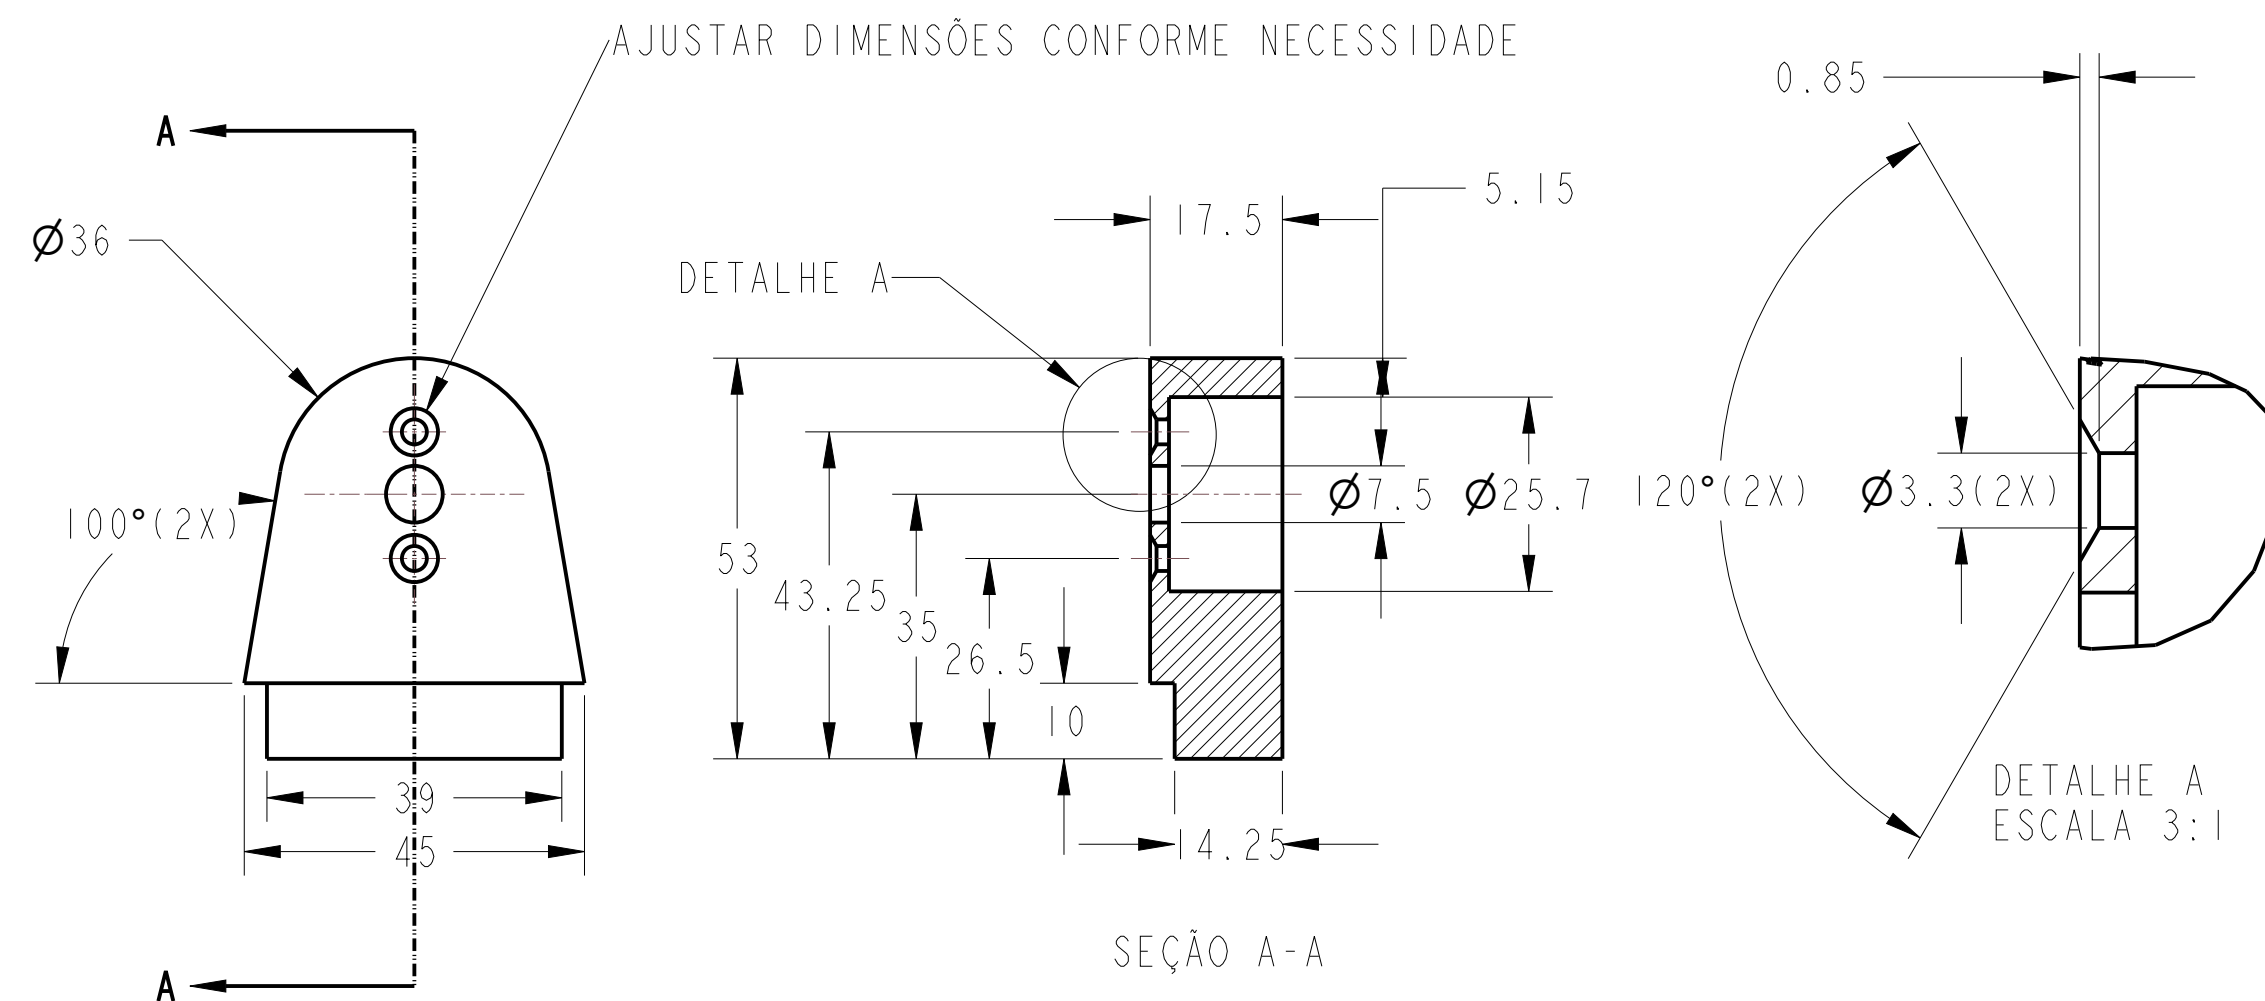 AJUSTAR DIMENSÕES CONFORME NECESSIDADE
0.85
A
5.15
17.5
Ø36
DETALHE A
Ø7.5
Ø25.7
120°(2X)
Ø3.3(2X)
100°(2X)
53
43.25
35
26.5
10
39
45
14.25
DETALHE A
ESCALA 3:1
SEÇÃO A-A
A